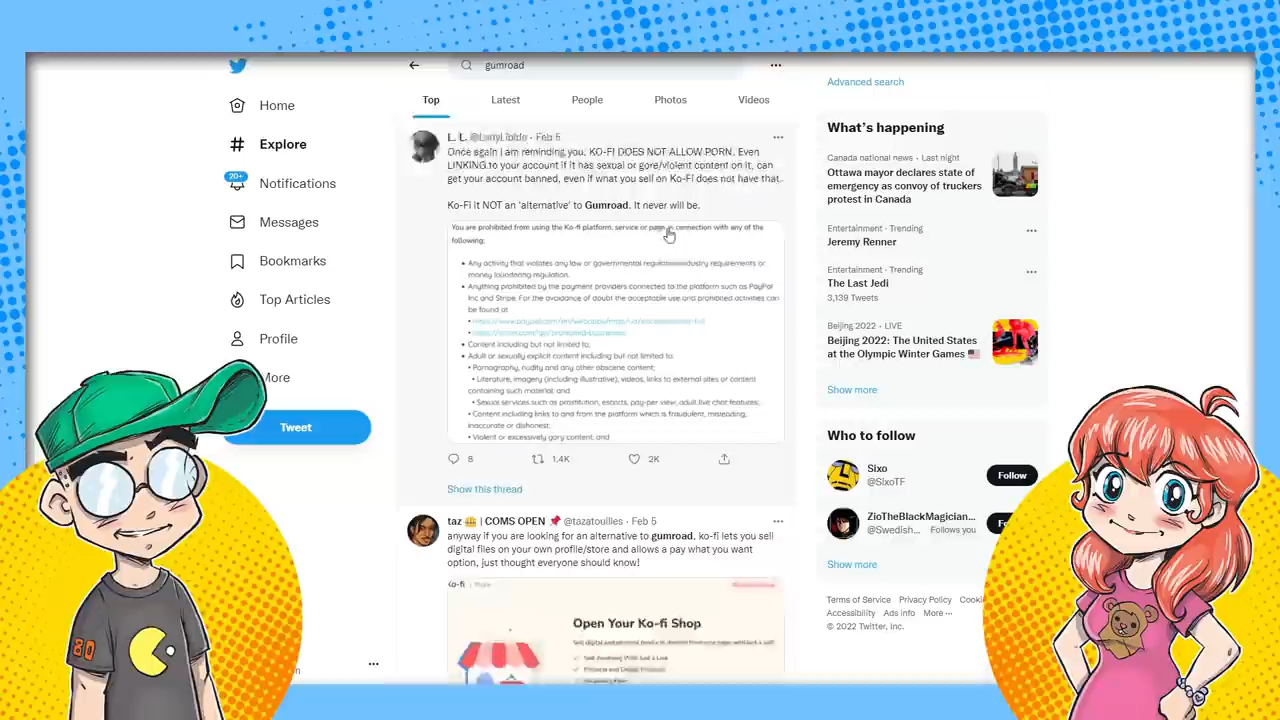 gumroad
Advanced search
Home
Explore
20+
Notifications
Messages
Bookmarks
Top Articles
Profile
More
Tweet
Top
Latest
People
Photos
Videos
L. L. · Feb 5
Once again I am reminding you, KO-FI DOES NOT ALLOW PORN. Even
LINKING to your account if it has sexual or gore/violent content on it, can
get your account banned, even if what you sell on Ko-Fi does not have that.
Ko-Fi it NOT an 'alternative' to Gumroad. It never will be.
You are prohibited from using the Ko-fi platform, service or page in connection with any of the
following;
• Any activity that violates any law or governmental industry requirements or
money laundering regulation.
• Anything prohibited by the payment providers connected to the platform such as PayPal
Inc and Stripe. For the avoidance of doubt the acceptable use and prohibited activities can
be found at
• Content including but not limited to;
• Adult or sexually explicit content including but not limited to:
• Pornography, nudity and any other obscene content;
• Literature, imagery (including illustrative), videos, links to external sites or content
containing such material; and
• Sexual services such as prostitution, escorts, pay-per view, adult live chat features;
• Content including links to and from the platform which is fraudulent, misleading,
inaccurate or dishonest;
• Violent or excessively gory content; and
8
1.4K
2K
Show this thread
taz | COMS OPEN 📌 @tazatouilles · Feb 5
anyway if you are looking for an alternative to gumroad. ko-fi lets you sell
digital files on your own profile/store and allows a pay what you want
option, just thought everyone should know!
ko-fi
Open Your Ko-fi Shop
What's happening
Canada national news · Last night
Ottawa mayor declares state of
emergency as convoy of truckers
protest in Canada
Entertainment · Trending
Jeremy Renner
Entertainment · Trending
The Last Jedi
3,139 Tweets
Beijing 2022 · LIVE
Beijing 2022: The United States
at the Olympic Winter Games 🇺🇸
Show more
Who to follow
Sixo
@SixoTF
Follow
ZioTheBlackMagician...
@Swedish... Follows you
Fo
Show more
Terms of Service Privacy Policy Cooki
Accessibility Ads info More ···
© 2022 Twitter, Inc.
80